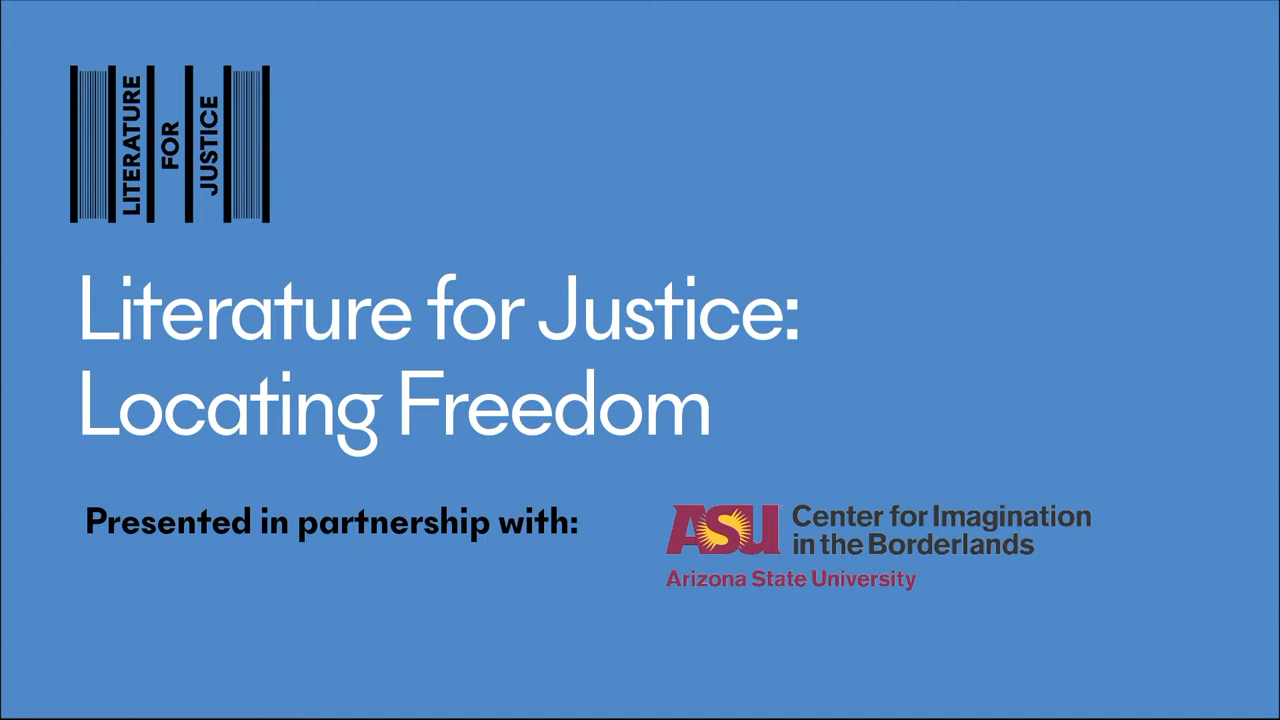 LITERATURE
FOR
JUSTICE
Literature for Justice:
Locating Freedom
Presented in partnership with:
ASU Center for Imagination
in the Borderlands
Arizona State University